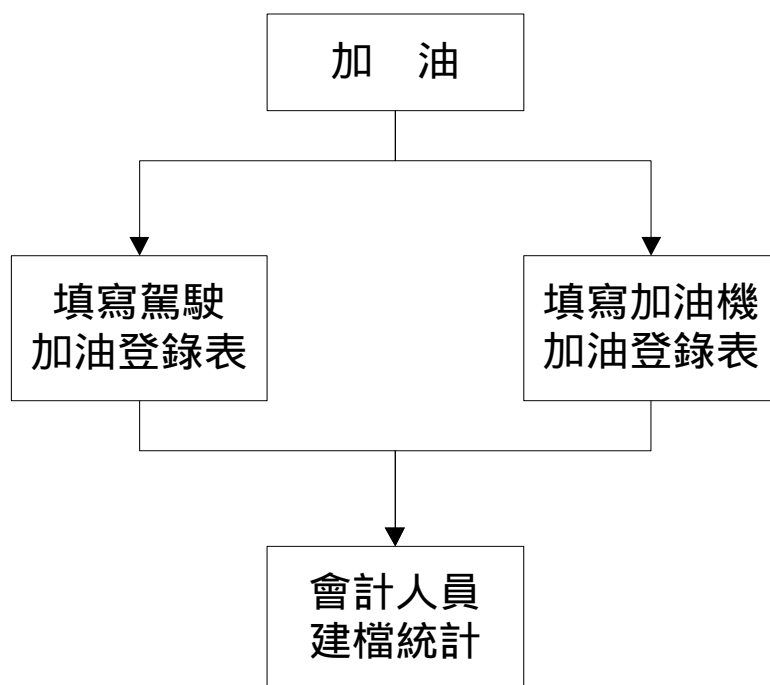 加　油
填寫駕駛
加油登錄表
填寫加油機
加油登錄表
會計人員
建檔統計